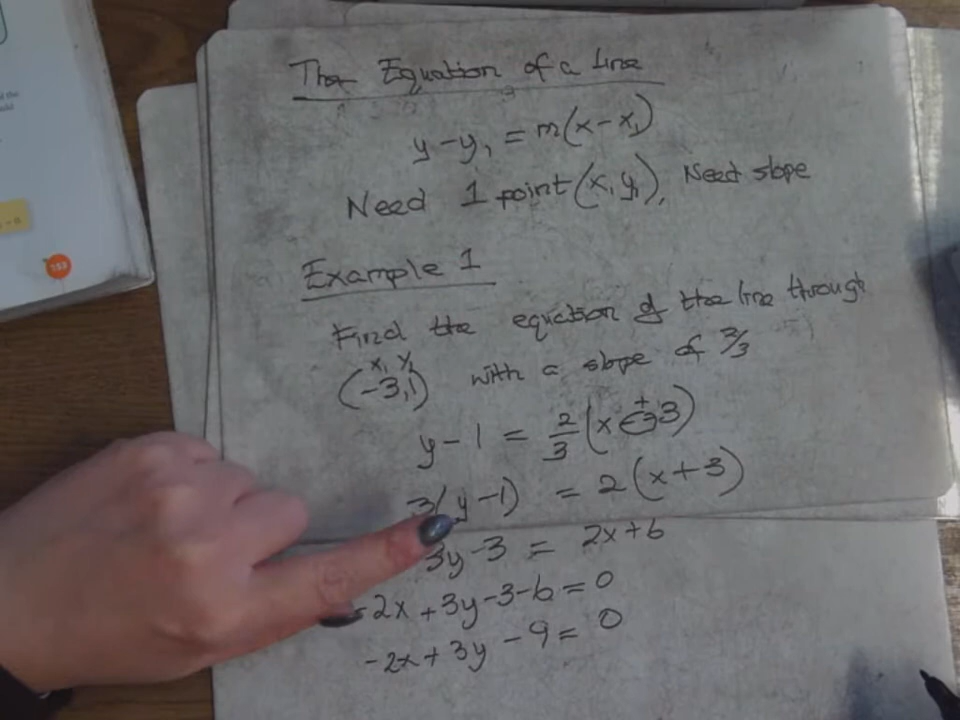 The Equation of a Line
y-y₁ = m(x-x₁)
Need 1 point (x₁y₁), Need slope
Example 1
Find the equation of the line through
x₁ y₁
(-3,1) with a slope of 2/3
y-1 = 2/3 (x + 3)
3(y-1) = 2(x+3)
3y-3 = 2x+6
-2x+3y-3-6=0
-2x+3y-9=0
153